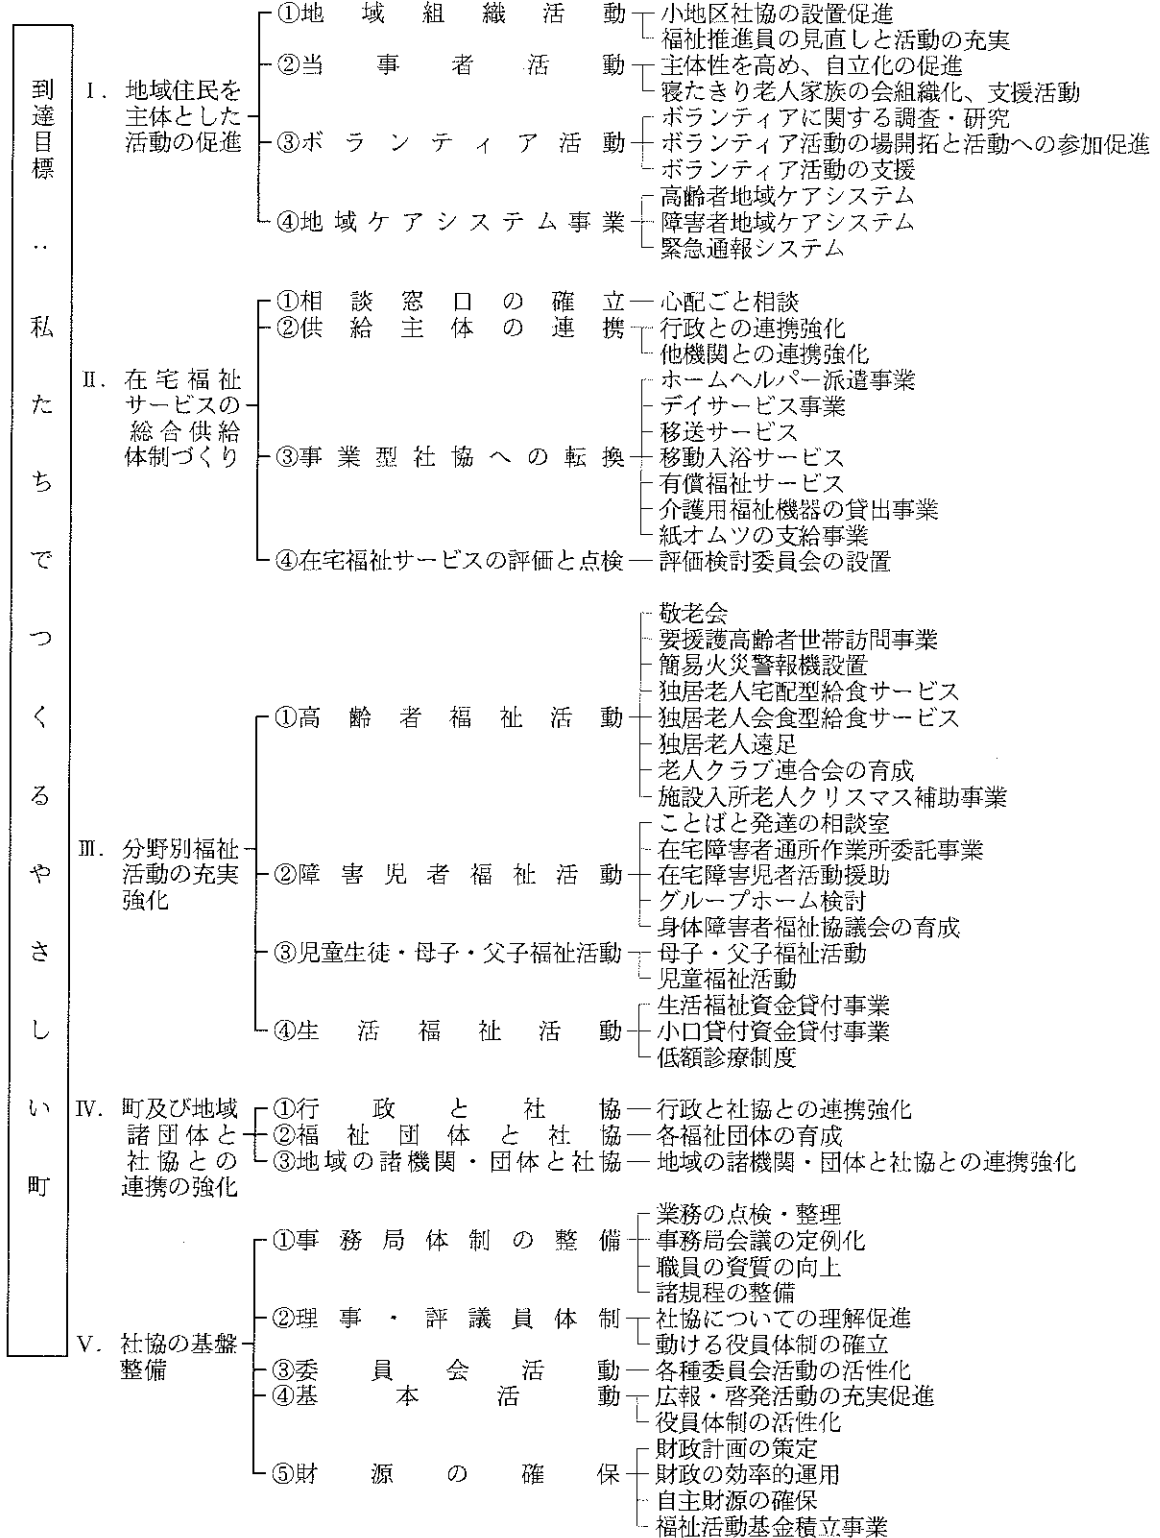 到達目標：私たちでつくるやさしい町
Ⅰ．地域住民を
主体とした
活動の促進
①地域組織活動
小地区社協の設置促進
福祉推進員の見直しと活動の充実
②当事者活動
主体性を高め、自立化の促進
寝たきり老人家族の会組織化、支援活動
③ボランティア活動
ボランティアに関する調査・研究
ボランティア活動の場開拓と活動への参加促進
ボランティア活動の支援
④地域ケアシステム事業
高齢者地域ケアシステム
障害者地域ケアシステム
緊急通報システム
Ⅱ．在宅福祉
サービスの
総合供給
体制づくり
①相談窓口の確立
心配ごと相談
②供給主体の連携
行政との連携強化
他機関との連携強化
③事業型社協への転換
ホームヘルパー派遣事業
デイサービス事業
移送サービス
移動入浴サービス
有償福祉サービス
介護用福祉機器の貸出事業
紙オムツの支給事業
④在宅福祉サービスの評価と点検
評価検討委員会の設置
Ⅲ．分野別福祉
活動の充実
強化
①高齢者福祉活動
敬老会
要援護高齢者世帯訪問事業
簡易火災警報機設置
独居老人宅配型給食サービス
独居老人会食型給食サービス
独居老人遠足
老人クラブ連合会の育成
施設入所老人クリスマス補助事業
②障害児者福祉活動
ことばと発達の相談室
在宅障害者通所作業所委託事業
在宅障害児者活動援助
グループホーム検討
身体障害者福祉協議会の育成
③児童生徒・母子・父子福祉活動
母子・父子福祉活動
児童福祉活動
④生活福祉活動
生活福祉資金貸付事業
小口貸付資金貸付事業
低額診療制度
Ⅳ．町及び地域
諸団体と
社協との
連携の強化
①行政と社協
行政と社協との連携強化
②福祉団体と社協
各福祉団体の育成
③地域の諸機関・団体と社協
地域の諸機関・団体と社協との連携強化
Ⅴ．社協の基盤
整備
①事務局体制の整備
業務の点検・整理
事務局会議の定例化
職員の資質の向上
諸規程の整備
②理事・評議員体制
社協についての理解促進
動ける役員体制の確立
③委員会活動
各種委員会活動の活性化
④基本活動
広報・啓発活動の充実促進
役員体制の活性化
⑤財源の確保
財政計画の策定
財政の効率的運用
自主財源の確保
福祉活動基金積立事業